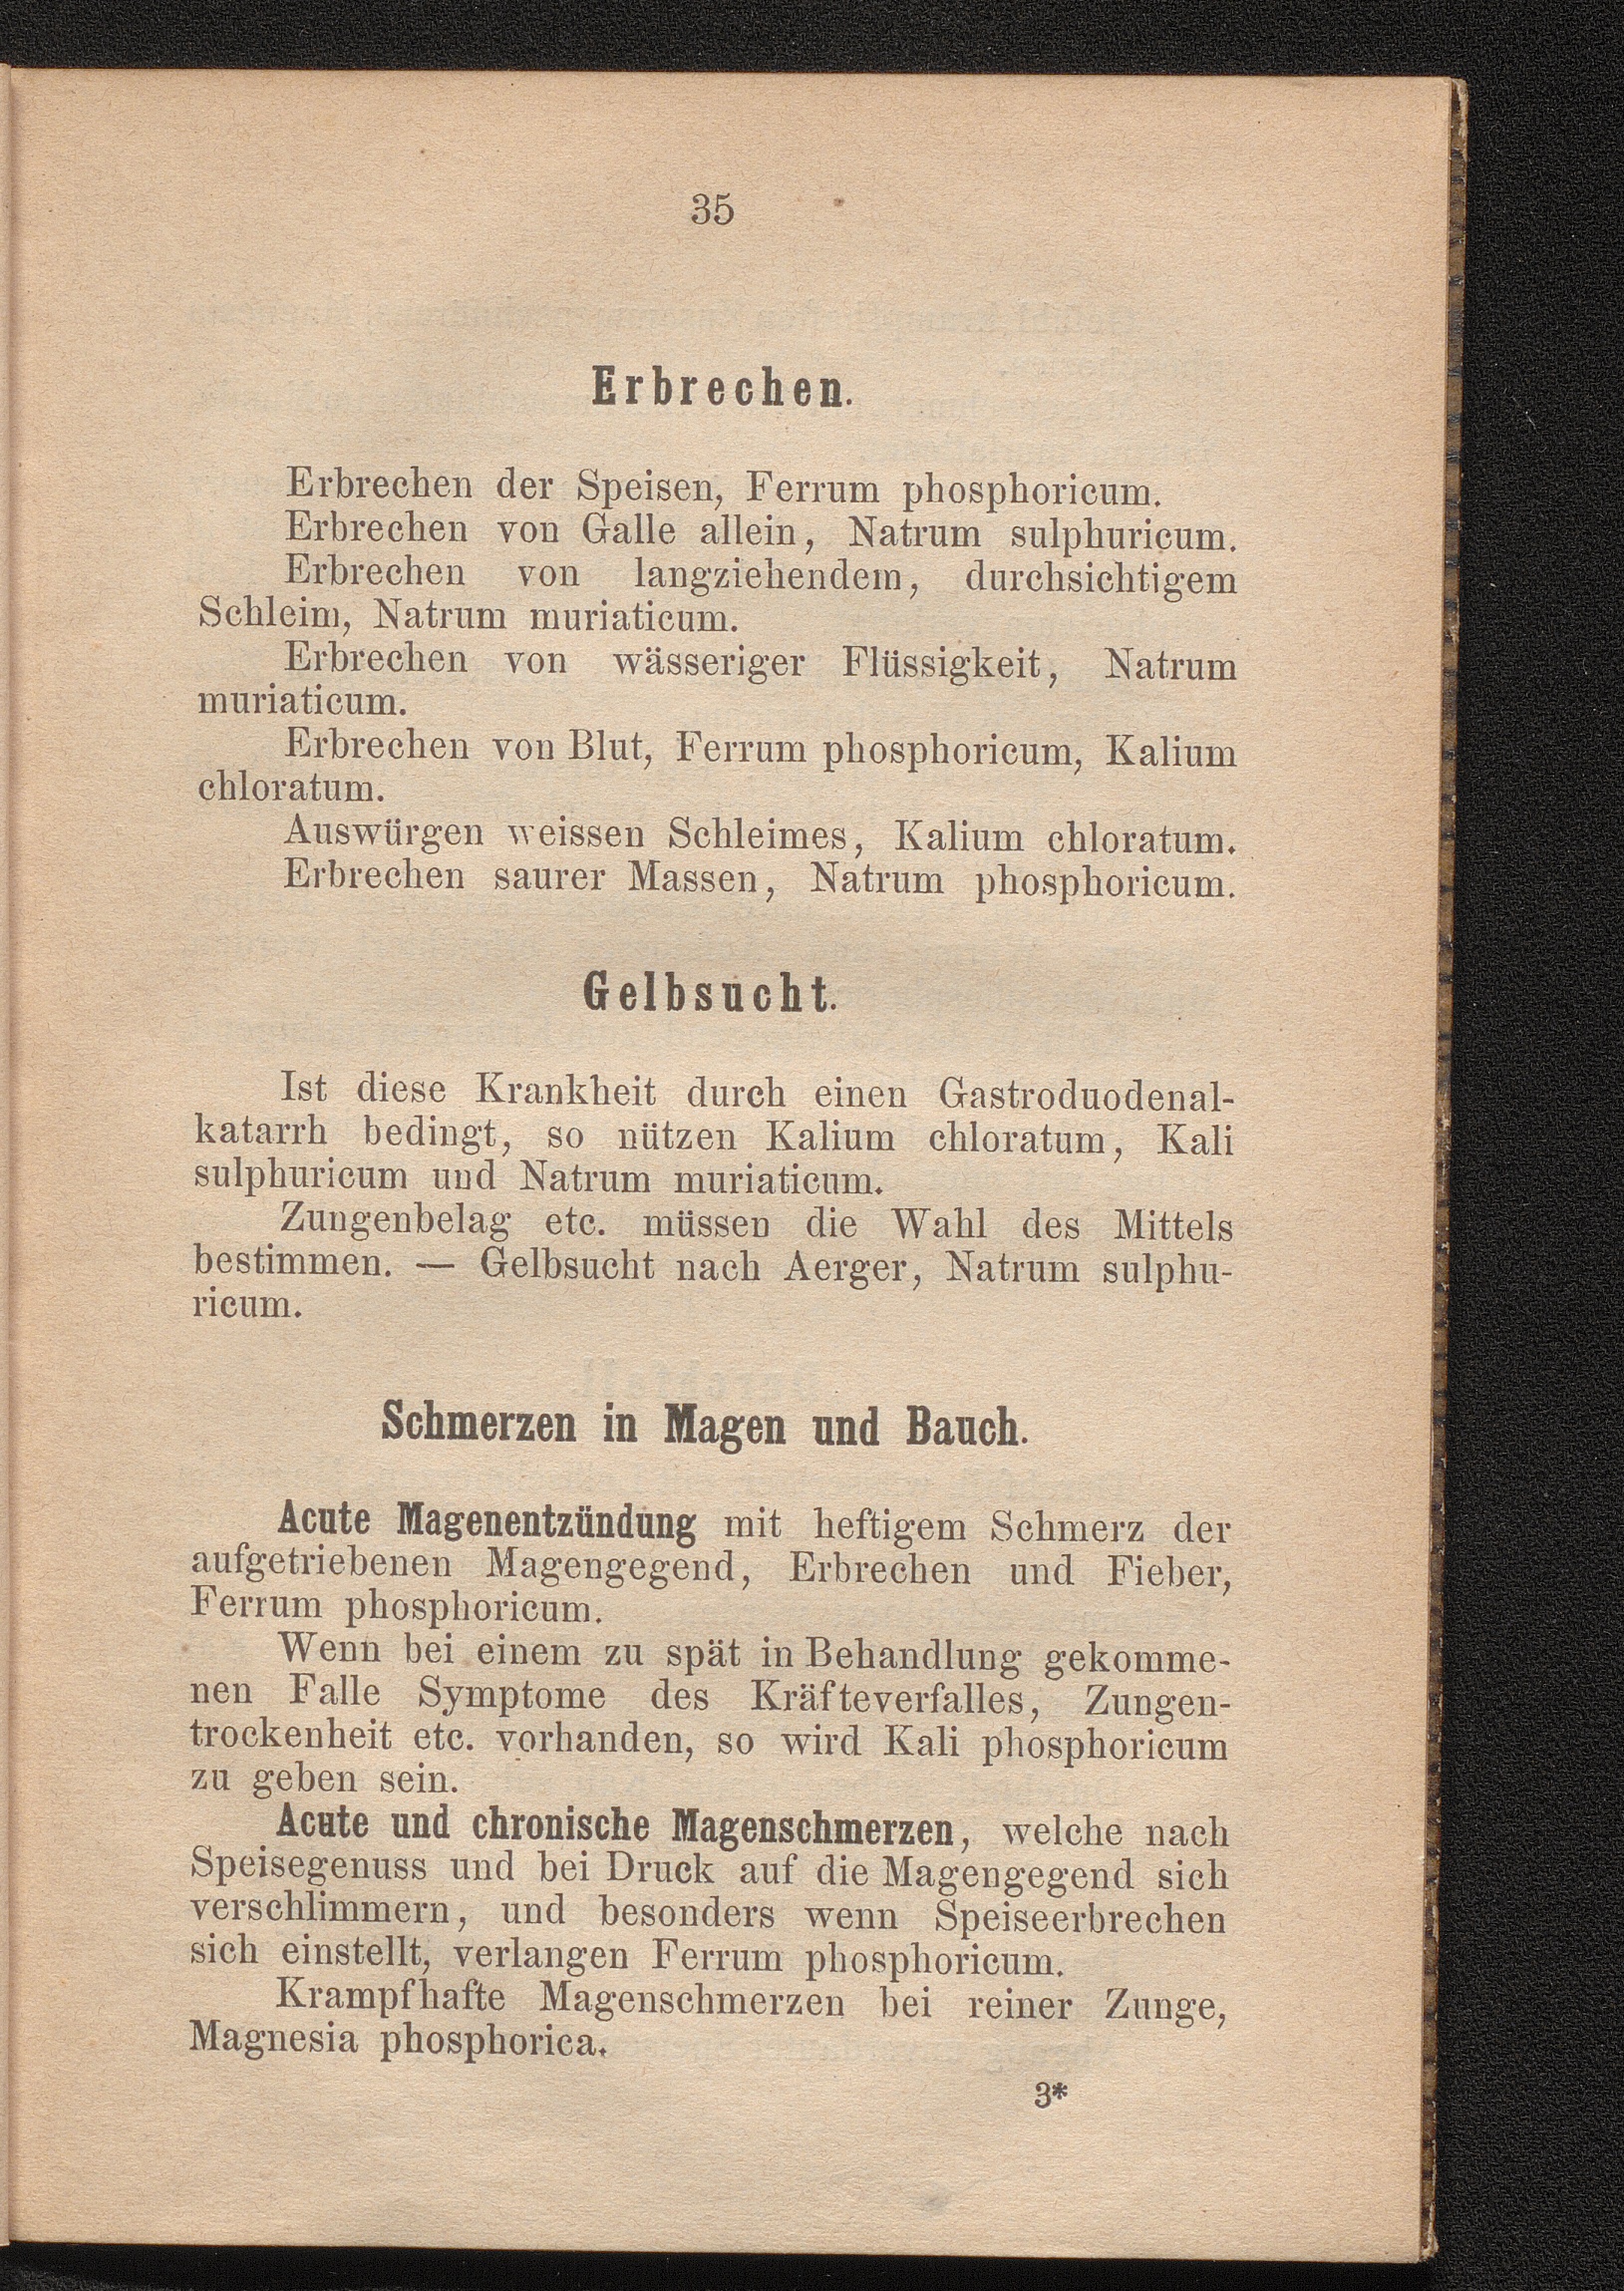 35
Erbrechen.
Erbrechen der Speisen, Ferrum phosphoricum.
Erbrechen von Galle allein, Natrum sulphuricum.
Erbrechen von langziehendem, durchsichtigem
Schleim, Natrum muriaticum.
Erbrechen von wässeriger Flüssigkeit, Natrum
muriaticum.
Erbrechen von Blut, Ferrum phosphoricum, Kalium
chloratum.
Auswürgen weissen Schleimes, Kalium chloratum.
Erbrechen saurer Massen, Natrum phosphoricum.
Gelbsucht.
Ist diese Krankheit durch einen Gastroduodenal-
katarrh bedingt, so nützen Kalium chloratum, Kali
sulphuricum und Natrum muriaticum.
Zungenbelag etc. müssen die Wahl des Mittels
bestimmen. — Gelbsucht nach Aerger, Natrum sulphu-
ricum.
Schmerzen in Magen und Bauch.
Acute Magenentzündung mit heftigem Schmerz der
aufgetriebenen Magengegend, Erbrechen und Fieber,
Ferrum phosphoricum.
Wenn bei einem zu spät in Behandlung gekomme-
nen Falle Symptome des Kräfteverfalles, Zungen-
trockenheit etc. vorhanden, so wird Kali phosphoricum
zu geben sein.
Acute und chronische Magenschmerzen, welche nach
Speisegenuss und bei Druck auf die Magengegend sich
verschlimmern, und besonders wenn Speiseerbrechen
sich einstellt, verlangen Ferrum phosphoricum.
Krampfhafte Magenschmerzen bei reiner Zunge,
Magnesia phosphorica.
3*